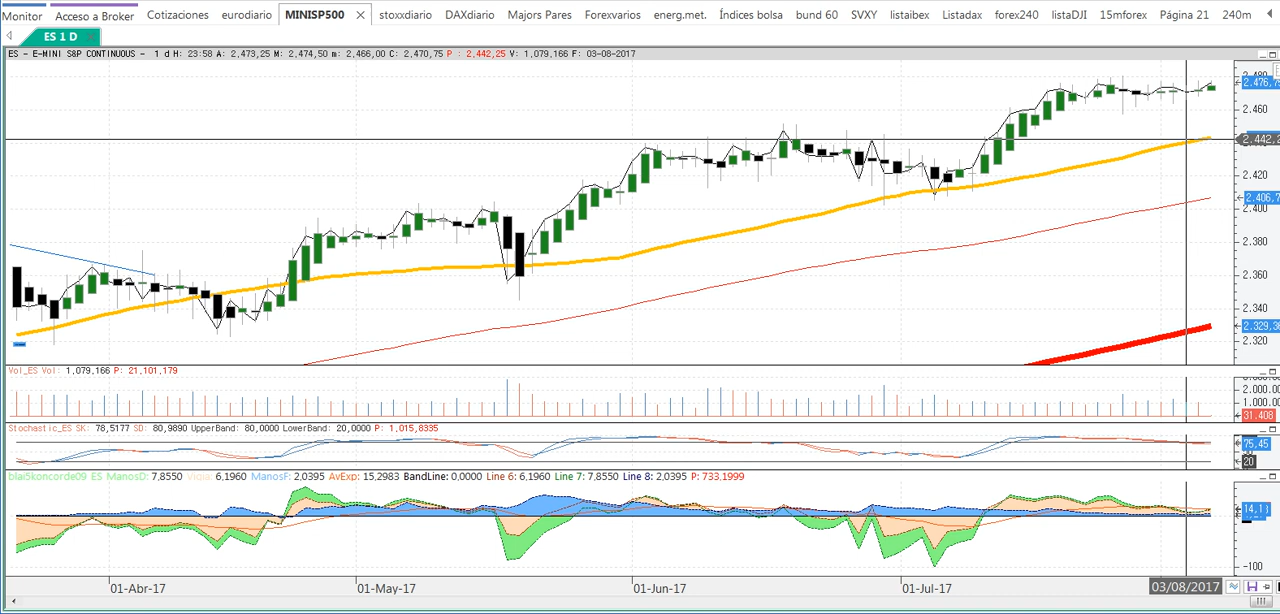 Monitor Acceso a Broker Cotizaciones eurodiario MINISP500 stoxxdiario DAXdiario Majors Pares Forexvarios energ.met. Índices bolsa bund 60 SVXY listaibex Listadax forex240 listaDJI 15mforex Página 21 240m
ES 1 D
ES - E-MINI S&P CONTINUOUS - 1 d H: 23:58 A: 2.473,25 M: 2.474,50 m: 2.466,00 C: 2.470,75 P : 2.442,25 V: 1,079,166 F: 03-08-2017
2.480
2.476,7
2.460
2.442,2
2.420
2.406,7
2.400
2.380
2.360
2.340
2.329,3
2.320
Vol_ES Vol: 1,079,166 P: 21,101,179
2.000.00
1.000.00
31.408
Stochastic_ES SK: 78,5177 SD: 80,9890 UpperBand: 80,0000 LowerBand: 20,0000 P: 1.015,8335
75,45
20
blai5koncorde09 ES ManosD: 7,8550 Vigia: 6,1960 ManosF: 2,0395 AvExp: 15,2983 BandLine: 0,0000 Line 6: 6,1960 Line 7: 7,8550 Line 8: 2,0395 P: 733,1999
14,13
-100
01-Abr-17 01-May-17 01-Jun-17 01-Jul-17 03/08/2017